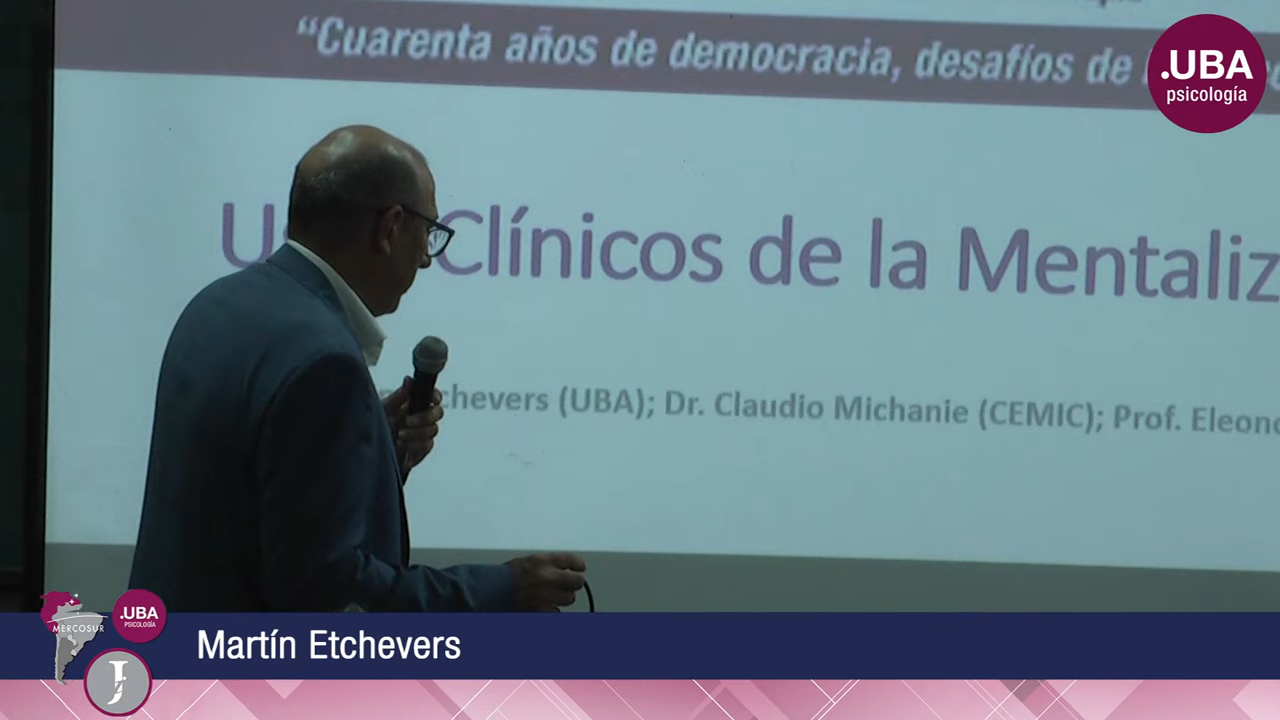 “Cuarenta años de democracia, desafíos de
.UBA
psicología
Clínicos de la Mentaliz
chevers (UBA); Dr. Claudio Michanie (CEMIC); Prof. Eleono
MERCOSUR
.UBA
PSICOLOGÍA
J
Martín Etchevers